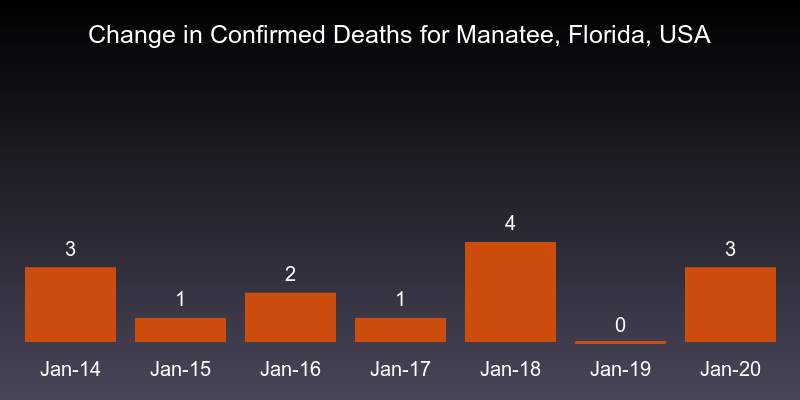 Change in Confirmed Deaths for Manatee, Florida, USA
3 1 2 1 4 0 3
Jan-14 Jan-15 Jan-16 Jan-17 Jan-18 Jan-19 Jan-20